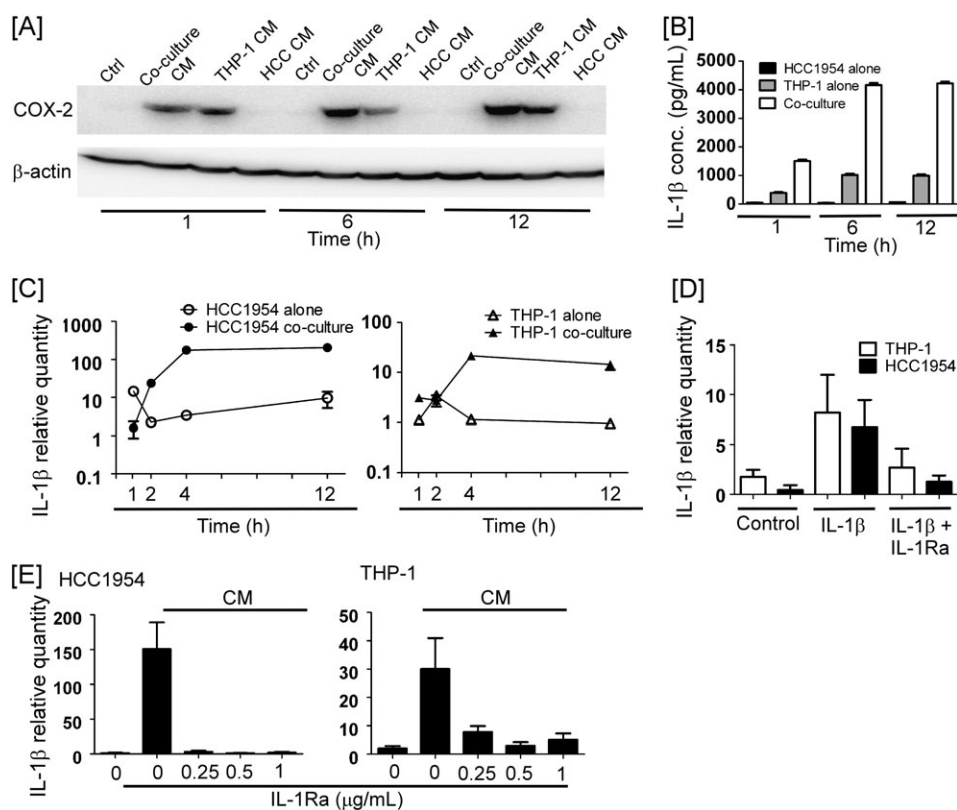 [A]
Ctrl Co-culture CM THP-1 CM HCC CM Ctrl Co-culture CM THP-1 CM HCC CM Ctrl Co-culture CM THP-1 CM HCC CM
COX-2
β-actin
1 6 12
Time (h)
[B]
HCC1954 alone
THP-1 alone
Co-culture
IL-1β conc. (pg/mL)
5000
4000
3000
2000
1000
0
1 6 12
Time (h)
[C]
HCC1954 alone
HCC1954 co-culture
IL-1β relative quantity
1000
100
10
1
0.1
1 2 4 12
Time (h)
THP-1 alone
THP-1 co-culture
100
10
1
0.1
1 2 4 12
Time (h)
[D]
THP-1
HCC1954
IL-1β relative quantity
15
10
5
0
Control IL-1β IL-1β +
IL-1Ra
[E]
HCC1954
CM
IL-1β relative quantity
200
150
100
50
0
0 0 0.25 0.5 1
THP-1
CM
50
40
30
20
10
0
0 0 0.25 0.5 1
IL-1Ra (μg/mL)